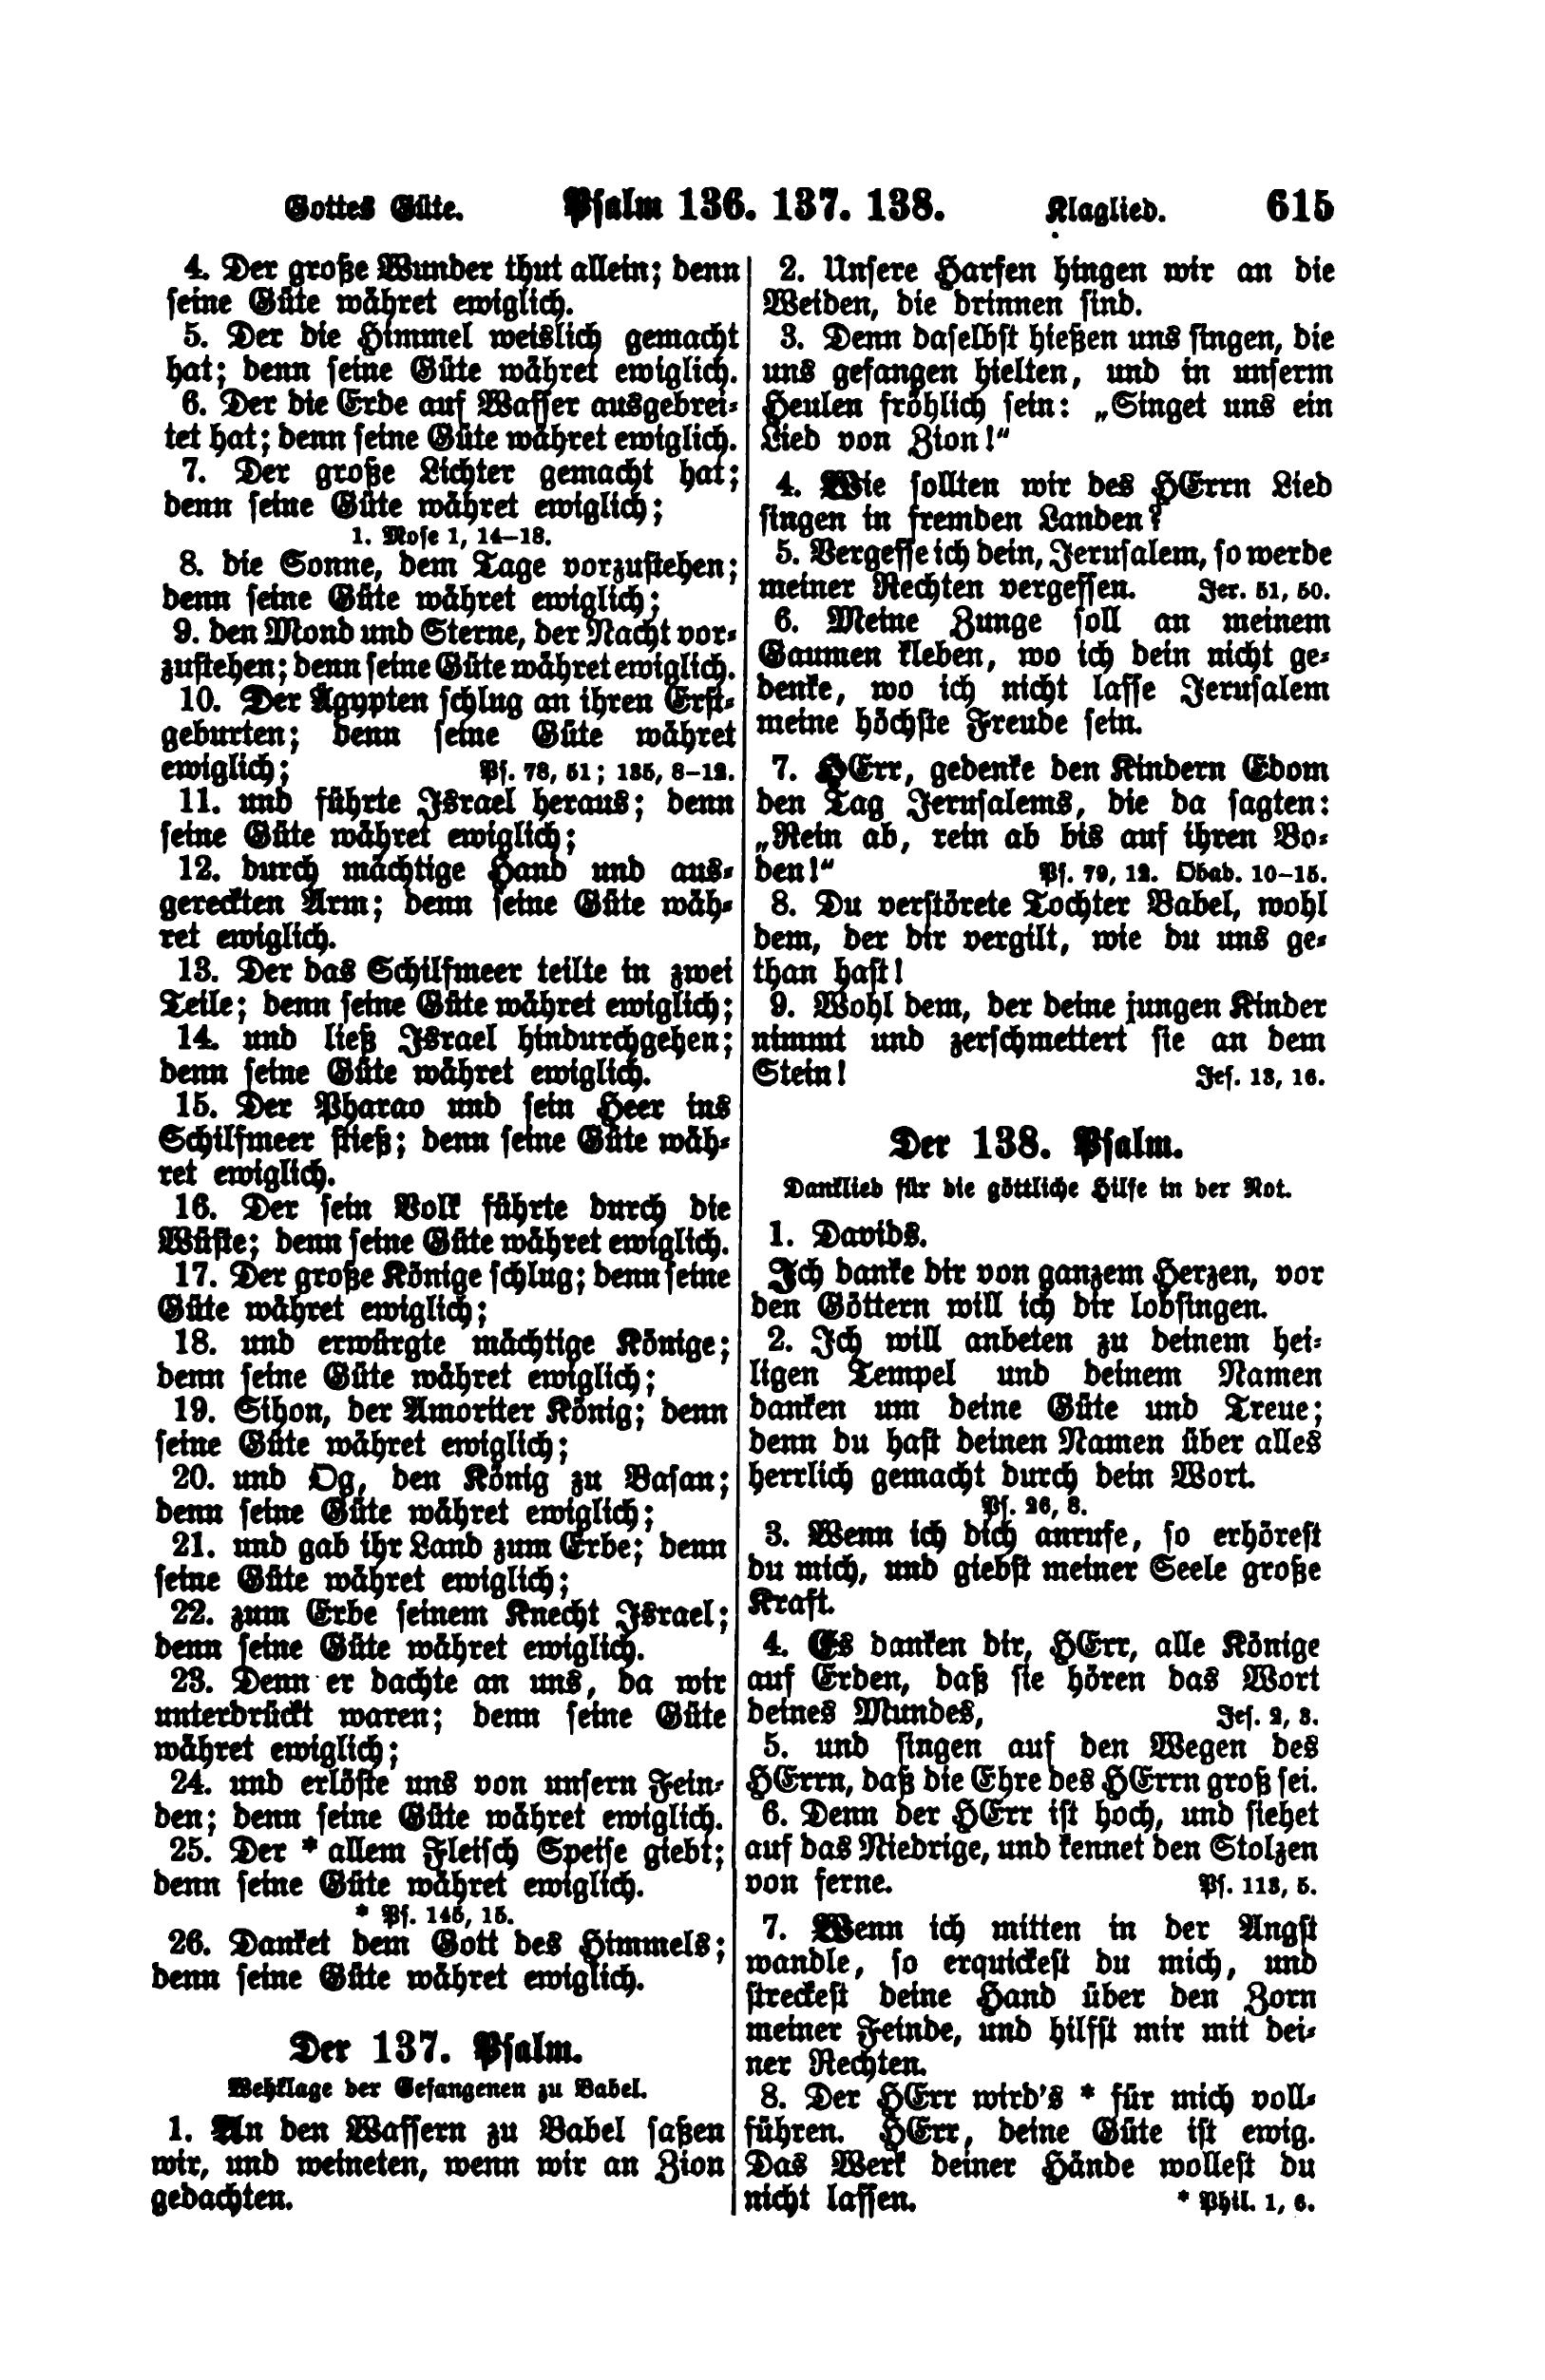 Gottes Güte. Psalm 136. 137. 138. Klaglied. 615
4. Der große Wunder thut allein; denn
seine Güte währet ewiglich.
5. Der die Himmel weislich gemacht
hat; denn seine Güte währet ewiglich.
6. Der die Erde auf Wasser ausgebrei-
tet hat; denn seine Güte währet ewiglich.
7. Der große Lichter gemacht hat;
denn seine Güte währet ewiglich;
1. Mose 1, 14–18.
8. die Sonne, dem Tage vorzustehen;
denn seine Güte währet ewiglich;
9. den Mond und Sterne, der Nacht vor-
zustehen; denn seine Güte währet ewiglich.
10. Der Ägypten schlug an ihren Erst-
geburten; denn seine Güte währet
ewiglich; Ps. 78, 51; 135, 8–12.
11. und führte Israel heraus; denn
seine Güte währet ewiglich;
12. durch mächtige Hand und aus-
gereckten Arm; denn seine Güte wäh-
ret ewiglich.
13. Der das Schilfmeer teilte in zwei
Teile; denn seine Güte währet ewiglich;
14. und ließ Israel hindurchgehen;
denn seine Güte währet ewiglich.
15. Der Pharao und sein Heer ins
Schilfmeer stieß; denn seine Güte wäh-
ret ewiglich.
16. Der sein Volk führte durch die
Wüste; denn seine Güte währet ewiglich.
17. Der große Könige schlug; denn seine
Güte währet ewiglich;
18. und erwürgte mächtige Könige;
denn seine Güte währet ewiglich;
19. Sihon, der Amoriter König; denn
seine Güte währet ewiglich;
20. und Og, den König zu Basan;
denn seine Güte währet ewiglich;
21. und gab ihr Land zum Erbe; denn
seine Güte währet ewiglich;
22. zum Erbe seinem Knecht Israel;
denn seine Güte währet ewiglich.
23. Denn er dachte an uns, da wir
unterdrückt waren; denn seine Güte
währet ewiglich;
24. und erlöste uns von unsern Fein-
den; denn seine Güte währet ewiglich.
25. Der * allem Fleisch Speise giebt;
denn seine Güte währet ewiglich.
* Ps. 145, 15.
26. Danket dem Gott des Himmels;
denn seine Güte währet ewiglich.
Der 137. Psalm.
Wehklage der Gefangenen zu Babel.
1. An den Wassern zu Babel saßen
wir, und weineten, wenn wir an Zion
gedachten.
2. Unsere Harfen hingen wir an die
Weiden, die drinnen sind.
3. Denn daselbst hießen uns singen, die
uns gefangen hielten, und in unserm
Heulen fröhlich sein: „Singet uns ein
Lied von Zion!“
4. Wie sollten wir des HErrn Lied
singen in fremden Landen?
5. Vergesse ich dein, Jerusalem, so werde
meiner Rechten vergessen. Jer. 51, 50.
6. Meine Zunge soll an meinem
Gaumen kleben, wo ich dein nicht ge-
denke, wo ich nicht lasse Jerusalem
meine höchste Freude sein.
7. HErr, gedenke den Kindern Edom
den Tag Jerusalems, die da sagten:
„Rein ab, rein ab bis auf ihren Bo-
den!“ Ps. 79, 12. Obab. 10–15.
8. Du verstörete Tochter Babel, wohl
dem, der dir vergilt, wie du uns ge-
than hast!
9. Wohl dem, der deine jungen Kinder
nimmt und zerschmettert sie an dem
Stein! Jes. 13, 16.
Der 138. Psalm.
Danklied für die göttliche Hilfe in der Not.
1. Davids.
Ich danke dir von ganzem Herzen, vor
den Göttern will ich dir lobsingen.
2. Ich will anbeten zu deinem hei-
ligen Tempel und deinem Namen
danken um deine Güte und Treue;
denn du hast deinen Namen über alles
herrlich gemacht durch dein Wort.
Ps. 26, 8.
3. Wenn ich dich anrufe, so erhörest
du mich, und giebst meiner Seele große
Kraft.
4. Es danken dir, HErr, alle Könige
auf Erden, daß sie hören das Wort
deines Mundes, Jes. 2, 3.
5. und singen auf den Wegen des
HErrn, daß die Ehre des HErrn groß sei.
6. Denn der HErr ist hoch, und siehet
auf das Niedrige, und kennet den Stolzen
von ferne. Ps. 113, 5.
7. Wenn ich mitten in der Angst
wandle, so erquickest du mich, und
streckest deine Hand über den Zorn
meiner Feinde, und hilfst mir mit dei-
ner Rechten.
8. Der HErr wird's * für mich voll-
führen. HErr, deine Güte ist ewig.
Das Werk deiner Hände wollest du
nicht lassen. * Phil. 1, 6.